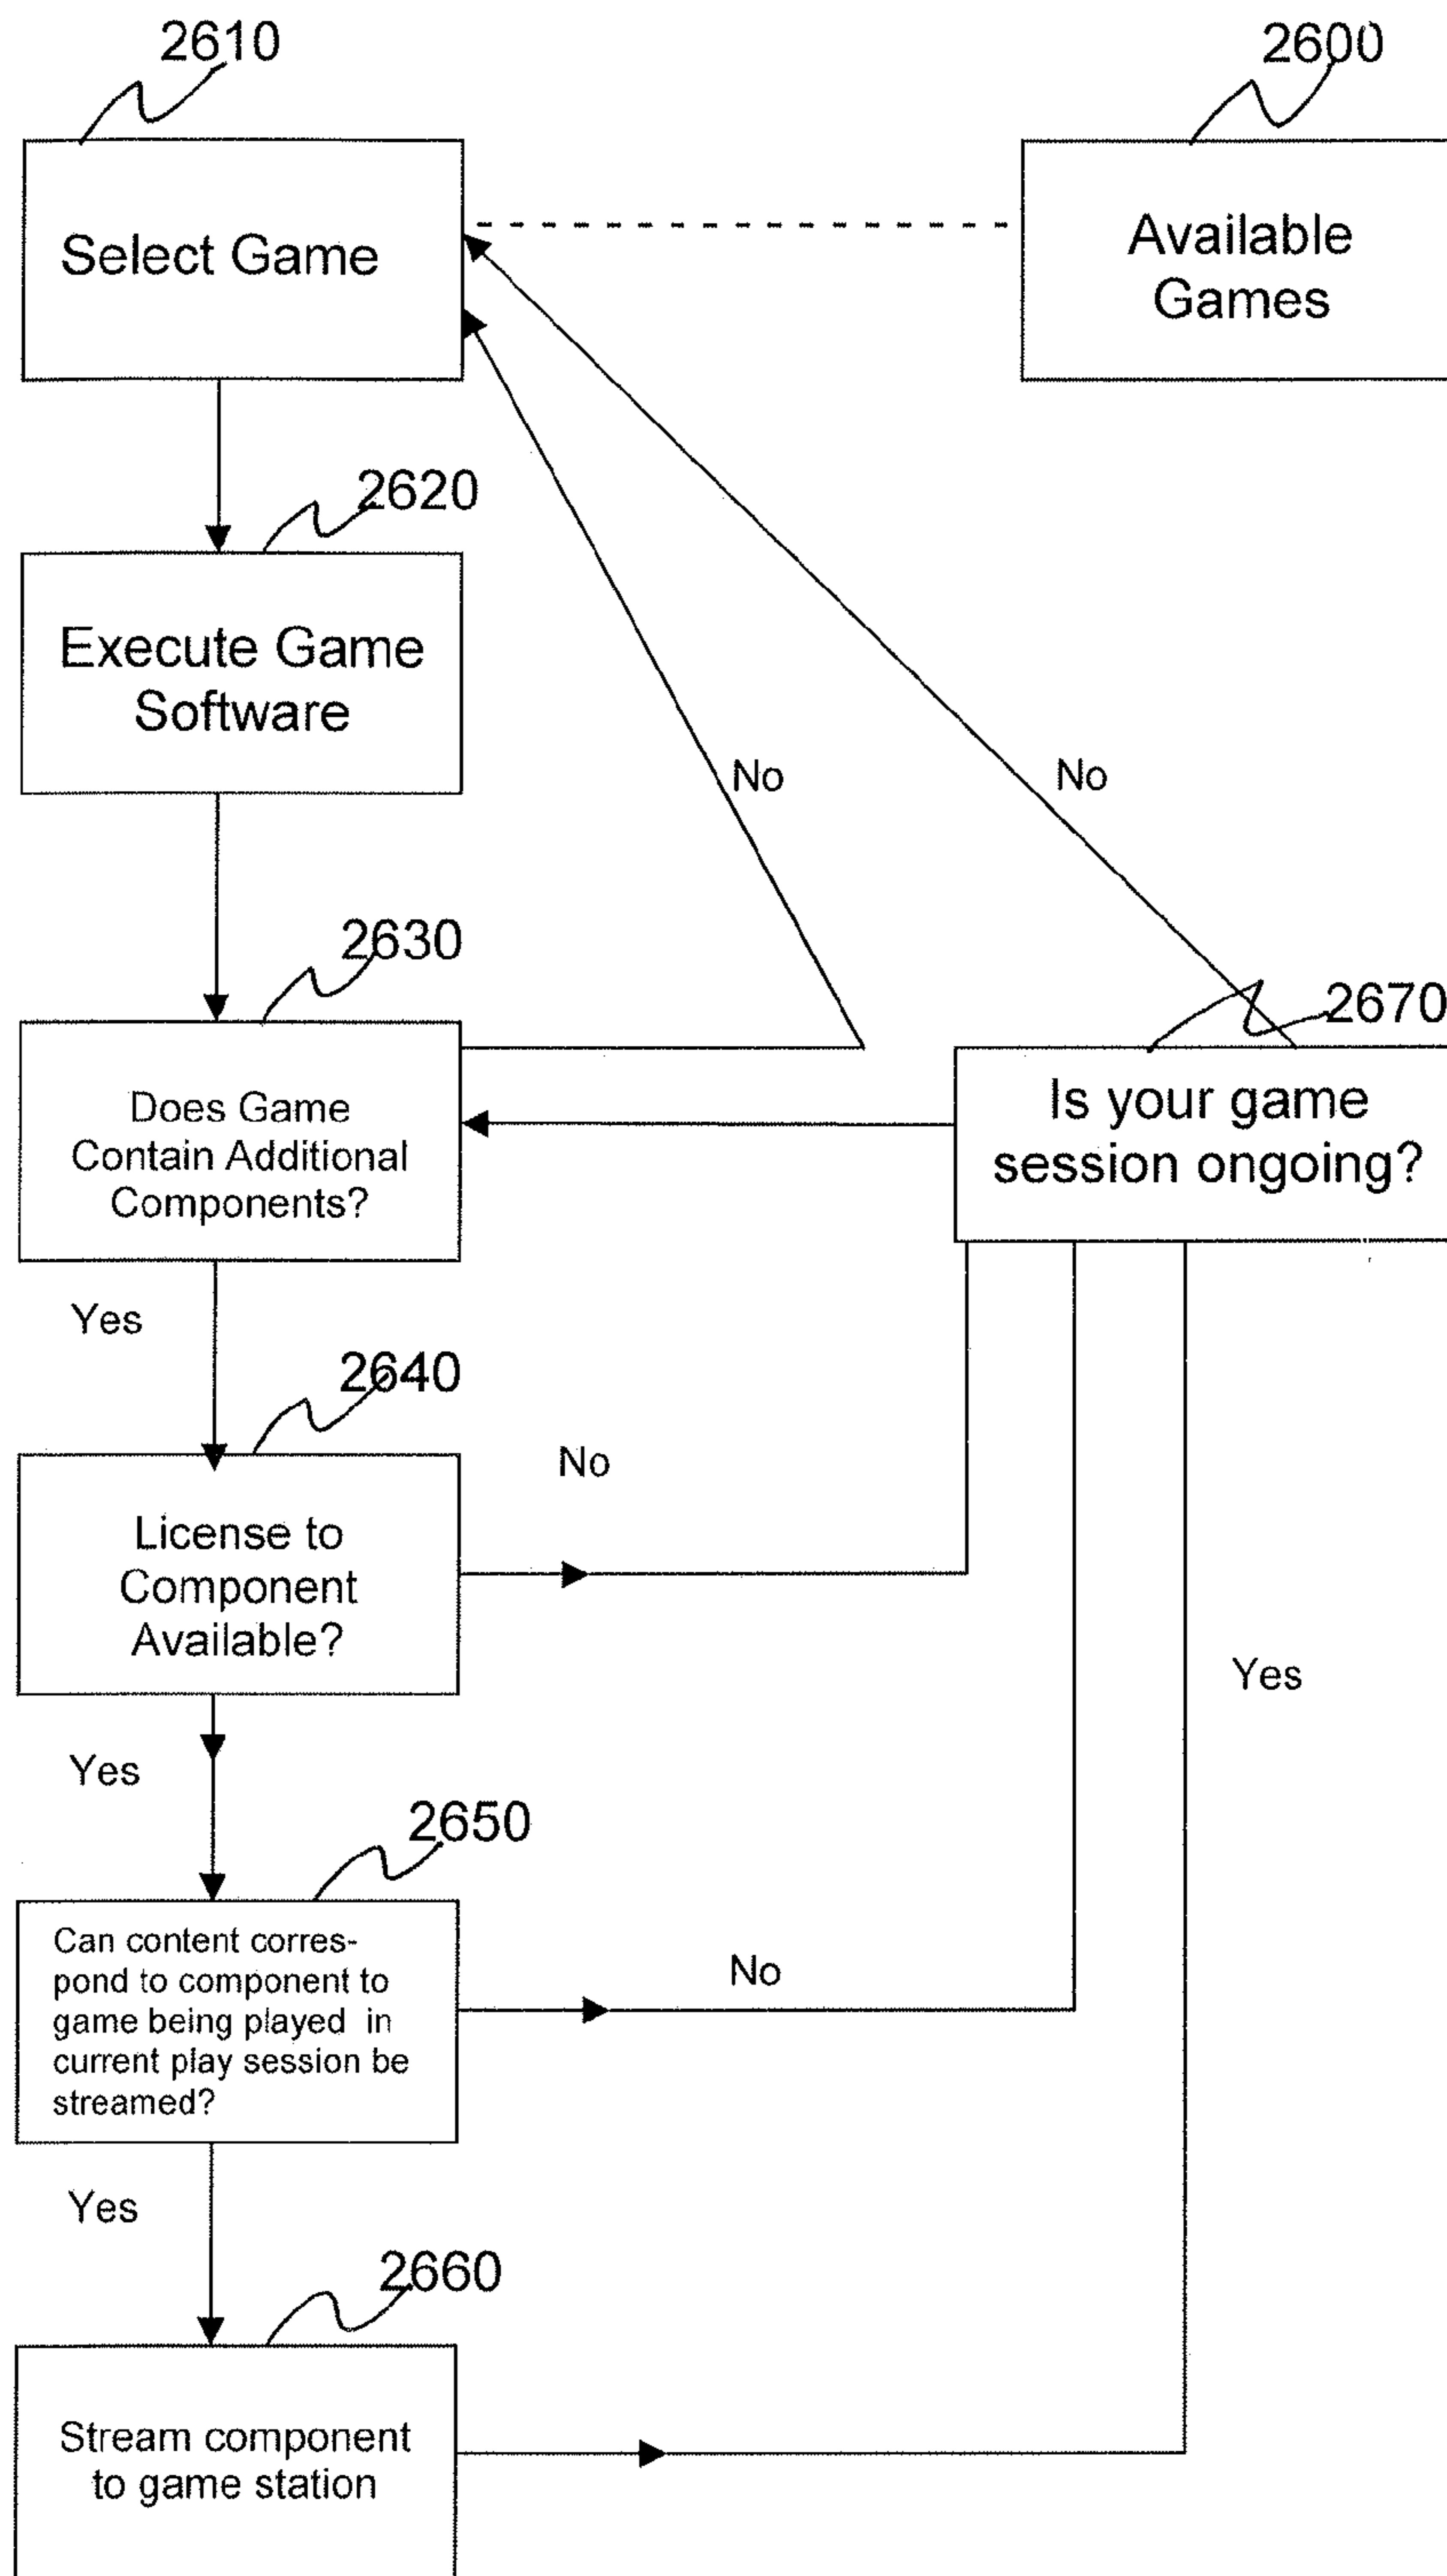 2610
2600
Select Game
Available
Games
2620
Execute Game
Software
No
No
2630
2670
Does Game
Contain Additional
Components?
Is your game
session ongoing?
Yes
2640
No
License to
Component
Available?
Yes
Yes
2650
Can content corres-
pond to component to
game being played in
current play session be
streamed?
No
Yes
2660
Stream component
to game station